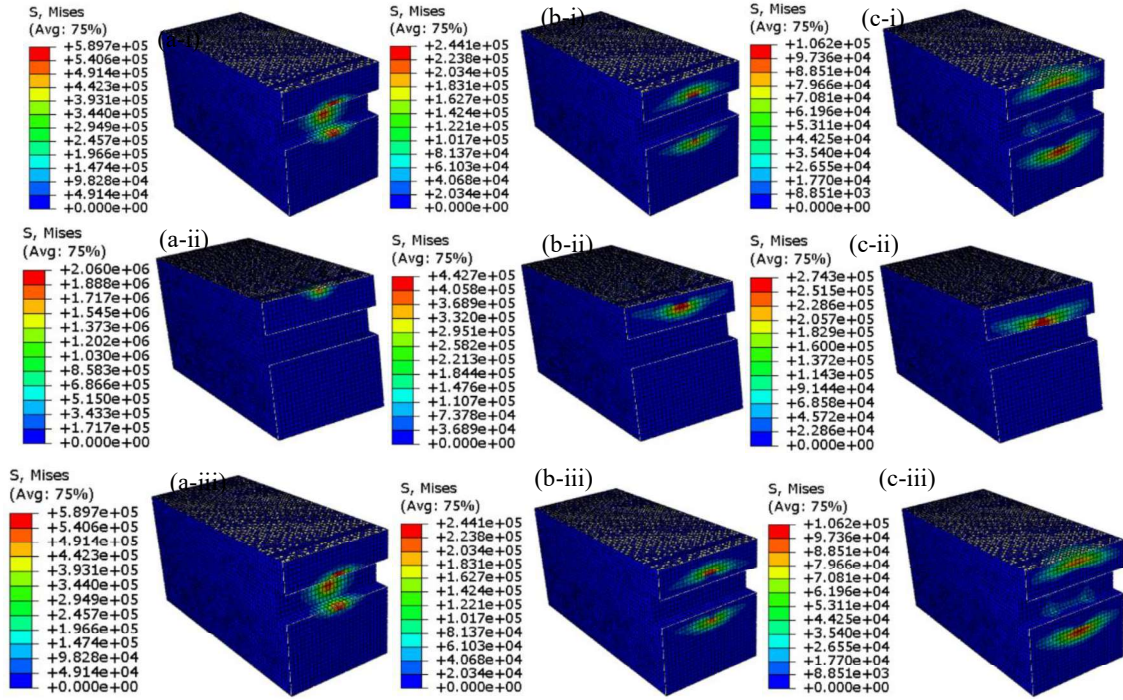 S, Mises
(Avg: 75%)
+5.897e+05
+5.406e+05
+4.914e+05
+4.423e+05
+3.931e+05
+3.440e+05
+2.949e+05
+2.457e+05
+1.966e+05
+1.474e+05
+9.828e+04
+4.914e+04
+0.000e+00
(b-i)
S, Mises
(Avg: 75%)
+2.441e+05
+2.238e+05
+2.034e+05
+1.831e+05
+1.627e+05
+1.424e+05
+1.221e+05
+1.017e+05
+8.137e+04
+6.103e+04
+4.068e+04
+2.034e+04
+0.000e+00
(c-i)
S, Mises
(Avg: 75%)
+1.062e+05
+9.736e+04
+8.851e+04
+7.966e+04
+7.081e+04
+6.196e+04
+5.311e+04
+4.425e+04
+3.540e+04
+2.655e+04
+1.770e+04
+8.851e+03
+0.000e+00
(a-ii)
S, Mises
(Avg: 75%)
+2.060e+06
+1.888e+06
+1.717e+06
+1.545e+06
+1.373e+06
+1.202e+06
+1.030e+06
+8.583e+05
+6.866e+05
+5.150e+05
+3.433e+05
+1.717e+05
+0.000e+00
(b-ii)
S, Mises
(Avg: 75%)
+4.427e+05
+4.058e+05
+3.689e+05
+3.320e+05
+2.951e+05
+2.582e+05
+2.213e+05
+1.844e+05
+1.476e+05
+1.107e+05
+7.378e+04
+3.689e+04
+0.000e+00
(c-ii)
S, Mises
(Avg: 75%)
+2.743e+05
+2.515e+05
+2.286e+05
+2.057e+05
+1.829e+05
+1.600e+05
+1.372e+05
+1.143e+05
+9.144e+04
+6.858e+04
+4.572e+04
+2.286e+04
+0.000e+00
(a-iii)
S, Mises
(Avg: 75%)
+5.897e+05
+5.406e+05
+4.914e+05
+4.423e+05
+3.931e+05
+3.440e+05
+2.949e+05
+2.457e+05
+1.966e+05
+1.474e+05
+9.828e+04
+4.914e+04
+0.000e+00
(b-iii)
S, Mises
(Avg: 75%)
+2.441e+05
+2.238e+05
+2.034e+05
+1.831e+05
+1.627e+05
+1.424e+05
+1.221e+05
+1.017e+05
+8.137e+04
+6.103e+04
+4.068e+04
+2.034e+04
+0.000e+00
(c-iii)
S, Mises
(Avg: 75%)
+1.062e+05
+9.736e+04
+8.851e+04
+7.966e+04
+7.081e+04
+6.196e+04
+5.311e+04
+4.425e+04
+3.540e+04
+2.655e+04
+1.770e+04
+8.851e+03
+0.000e+00